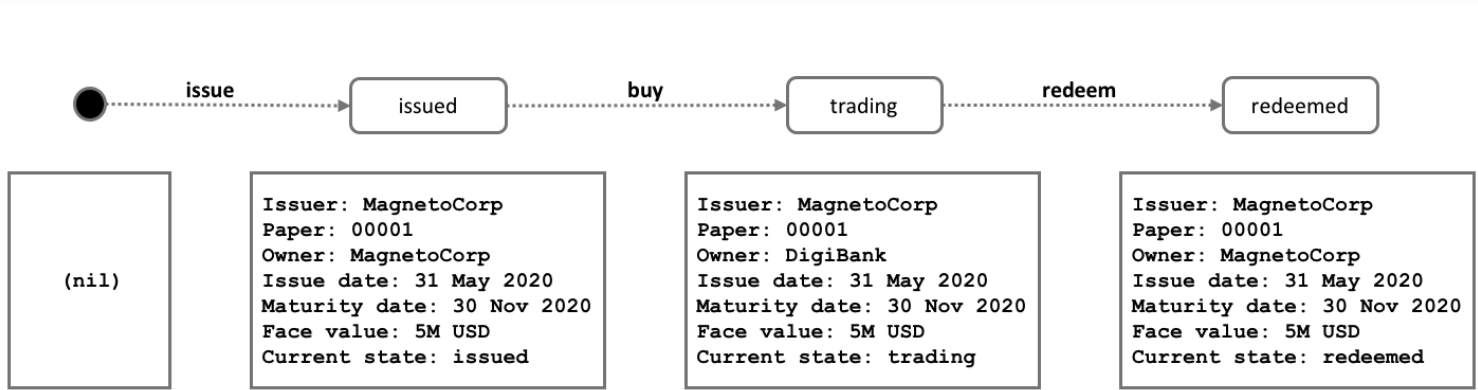 issue
issued
buy
trading
redeem
redeemed
(nil)
Issuer: MagnetoCorp
Paper: 00001
Owner: MagnetoCorp
Issue date: 31 May 2020
Maturity date: 30 Nov 2020
Face value: 5M USD
Current state: issued
Issuer: MagnetoCorp
Paper: 00001
Owner: DigiBank
Issue date: 31 May 2020
Maturity date: 30 Nov 2020
Face value: 5M USD
Current state: trading
Issuer: MagnetoCorp
Paper: 00001
Owner: MagnetoCorp
Issue date: 31 May 2020
Maturity date: 30 Nov 2020
Face value: 5M USD
Current state: redeemed